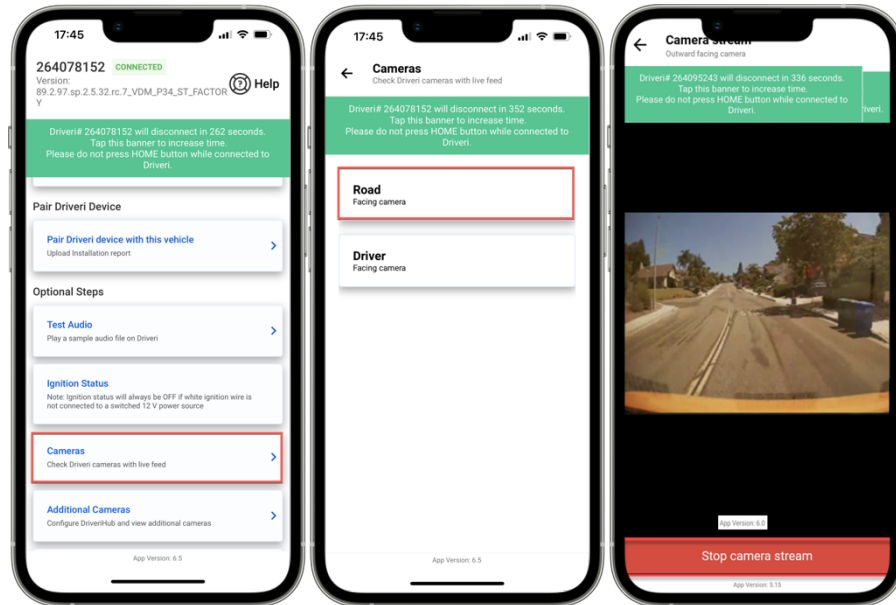 17:45
264078152 CONNECTED
Version:
89.2.97.sp.2.5.32.rc.7_VDM_P34_ST_FACTOR
Y
Help
Driveri# 264078152 will disconnect in 262 seconds.
Tap this banner to increase time.
Please do not press HOME button while connected to
Driveri.
Pair Driveri Device
Pair Driveri device with this vehicle
Upload Installation report
Optional Steps
Test Audio
Play a sample audio file on Driveri
Ignition Status
Note: Ignition status will always be OFF if white ignition wire is
not connected to a switched 12 V power source
Cameras
Check Driveri cameras with live feed
Additional Cameras
Configure DriveriHub and view additional cameras
App Version: 6.5
17:45
Cameras
Check Driveri cameras with live feed
Driveri# 264078152 will disconnect in 352 seconds.
Tap this banner to increase time.
Please do not press HOME button while connected to
Driveri.
Road
Facing camera
Driver
Facing camera
App Version: 6.5
Camera stream
Outward facing camera
Driveri# 264095243 will disconnect in 336 seconds.
Tap this banner to increase time.
Please do not press HOME button while connected to
Driveri.
iveri.
App Version: 6.0
Stop camera stream
App Version: 5.15